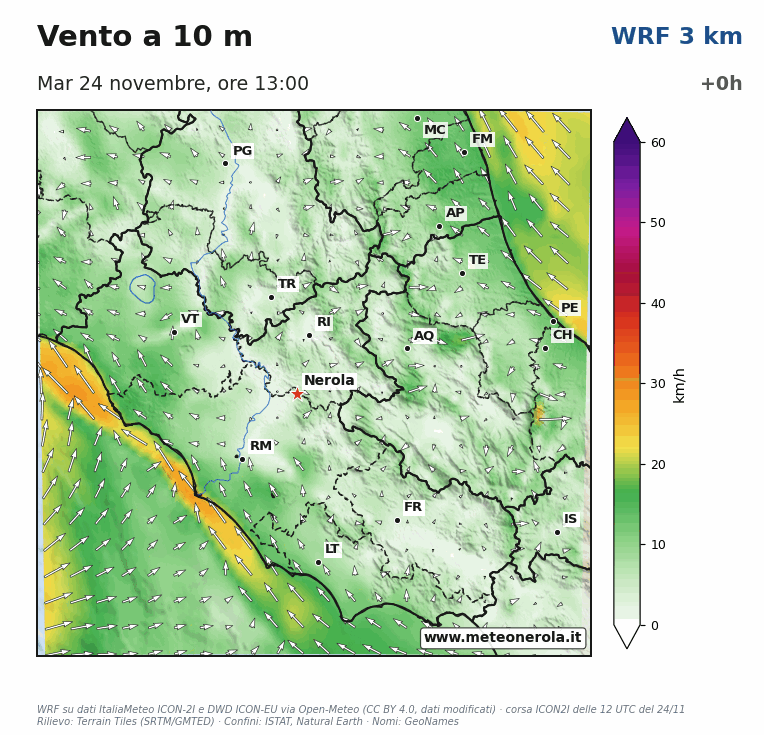 Vento a 10 m
WRF 3 km
Mar 24 novembre, ore 13:00
+0h
MC
FM
PG
AP
TE
TR
PE
VT
RI
AQ
CH
Nerola
RM
FR
IS
LT
www.meteonerola.it
60
50
40
30
20
10
0
km/h
WRF su dati ItaliaMeteo ICON-2I e DWD ICON-EU via Open-Meteo (CC BY 4.0, dati modificati) · corsa ICON2I delle 12 UTC del 24/11
Rilievo: Terrain Tiles (SRTM/GMTED) · Confini: ISTAT, Natural Earth · Nomi: GeoNames